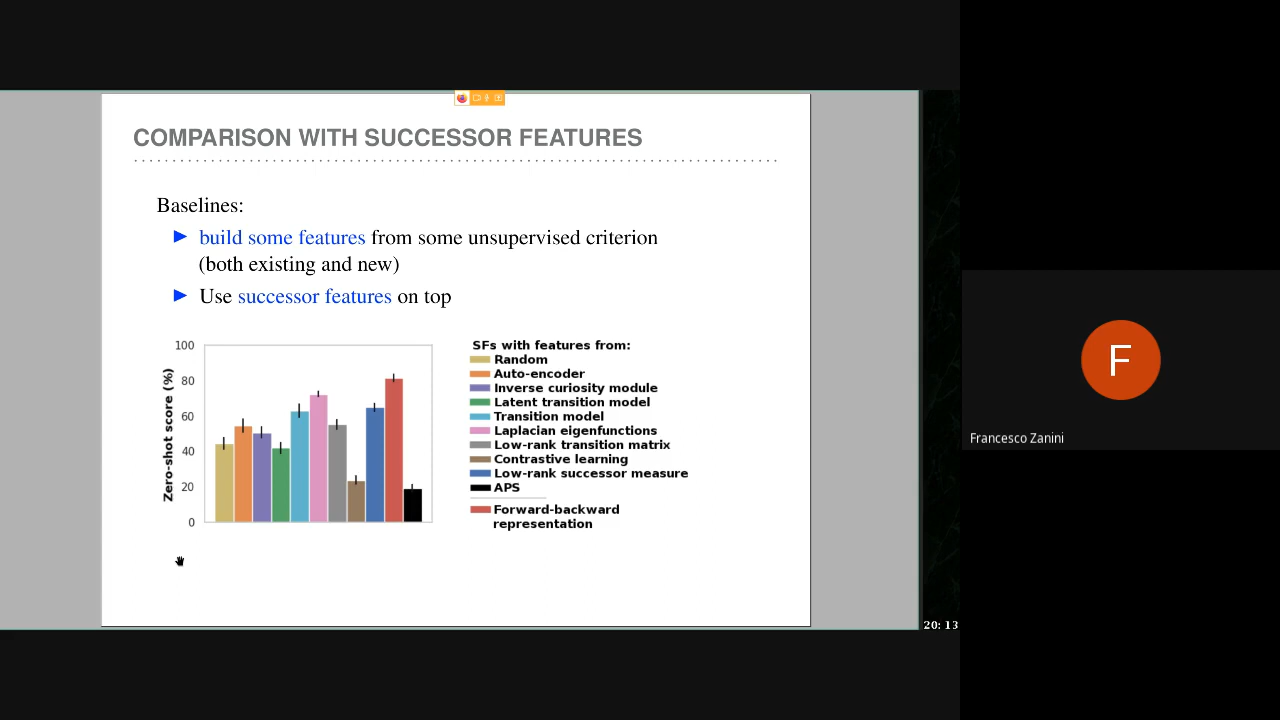 COMPARISON WITH SUCCESSOR FEATURES
Baselines:
build some features from some unsupervised criterion
(both existing and new)
Use successor features on top
Zero-shot score (%)
100
80
60
40
20
0
SFs with features from:
Random
Auto-encoder
Inverse curiosity module
Latent transition model
Transition model
Laplacian eigenfunctions
Low-rank transition matrix
Contrastive learning
Low-rank successor measure
APS
Forward-backward
representation
20:13
F
Francesco Zanini